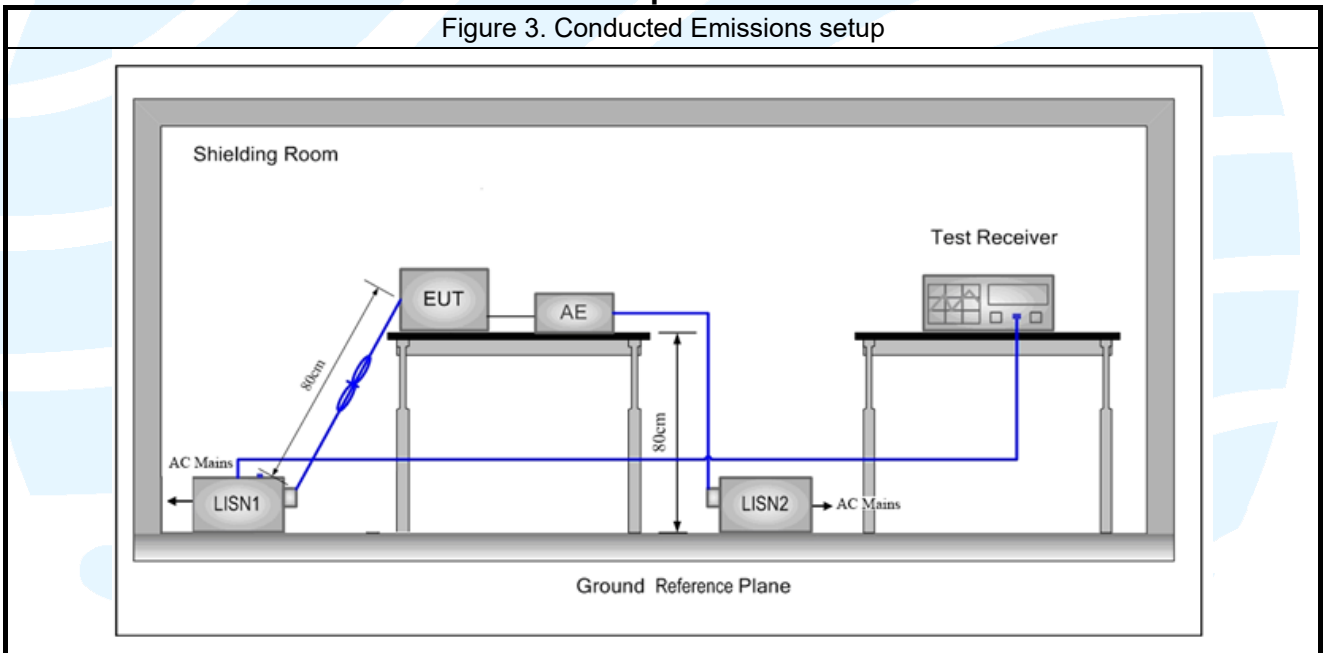 Figure 3. Conducted Emissions setup
Shielding Room
Test Receiver
EUT
AE
80cm
80cm
AC Mains
LISN1
LISN2
AC Mains
Ground Reference Plane